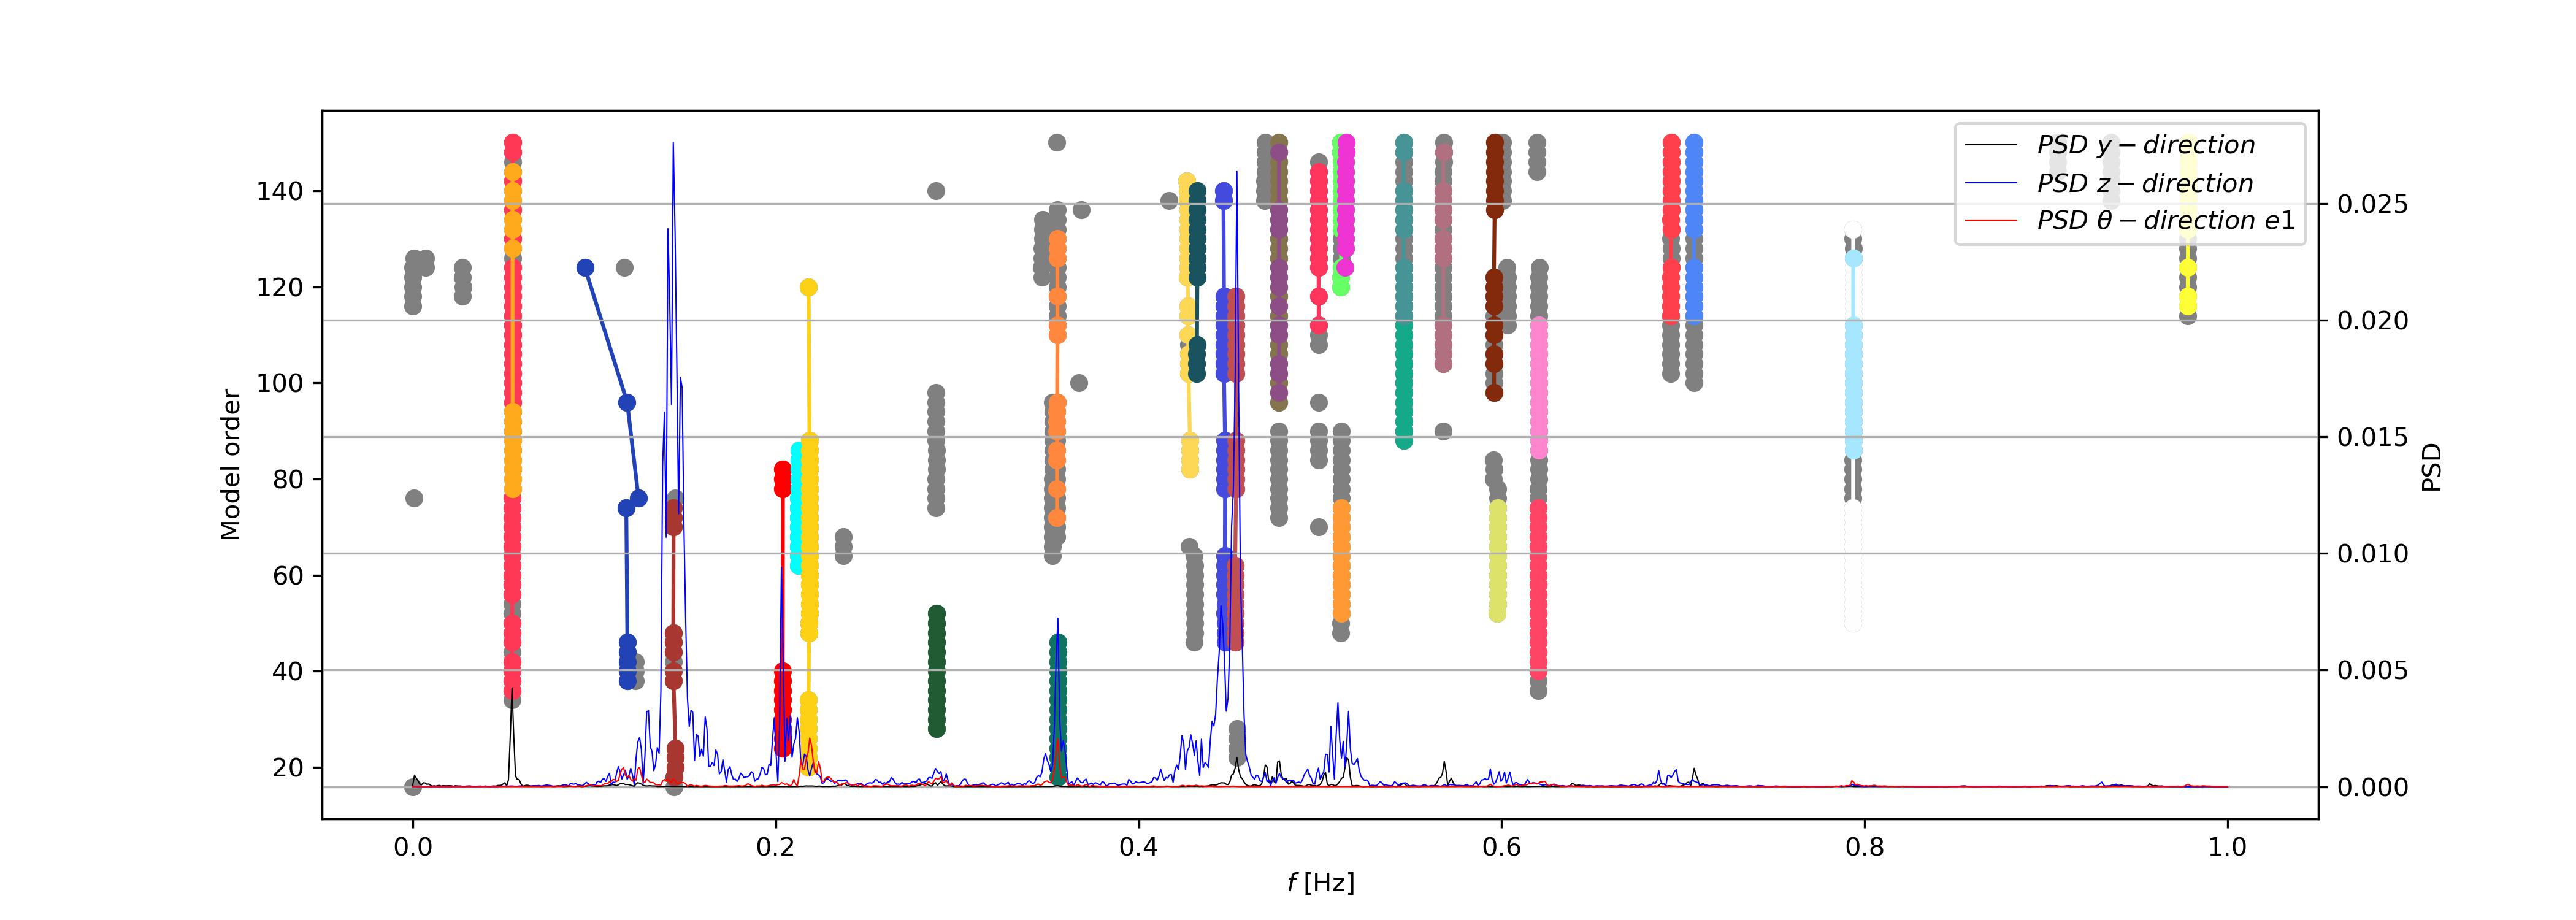 PSD y − direction
PSD z − direction
PSD θ − direction e1
140
120
100
80
60
40
20
Model order
0.025
0.020
0.015
0.010
0.005
0.000
PSD
0.0 0.2 0.4 0.6 0.8 1.0
f [Hz]